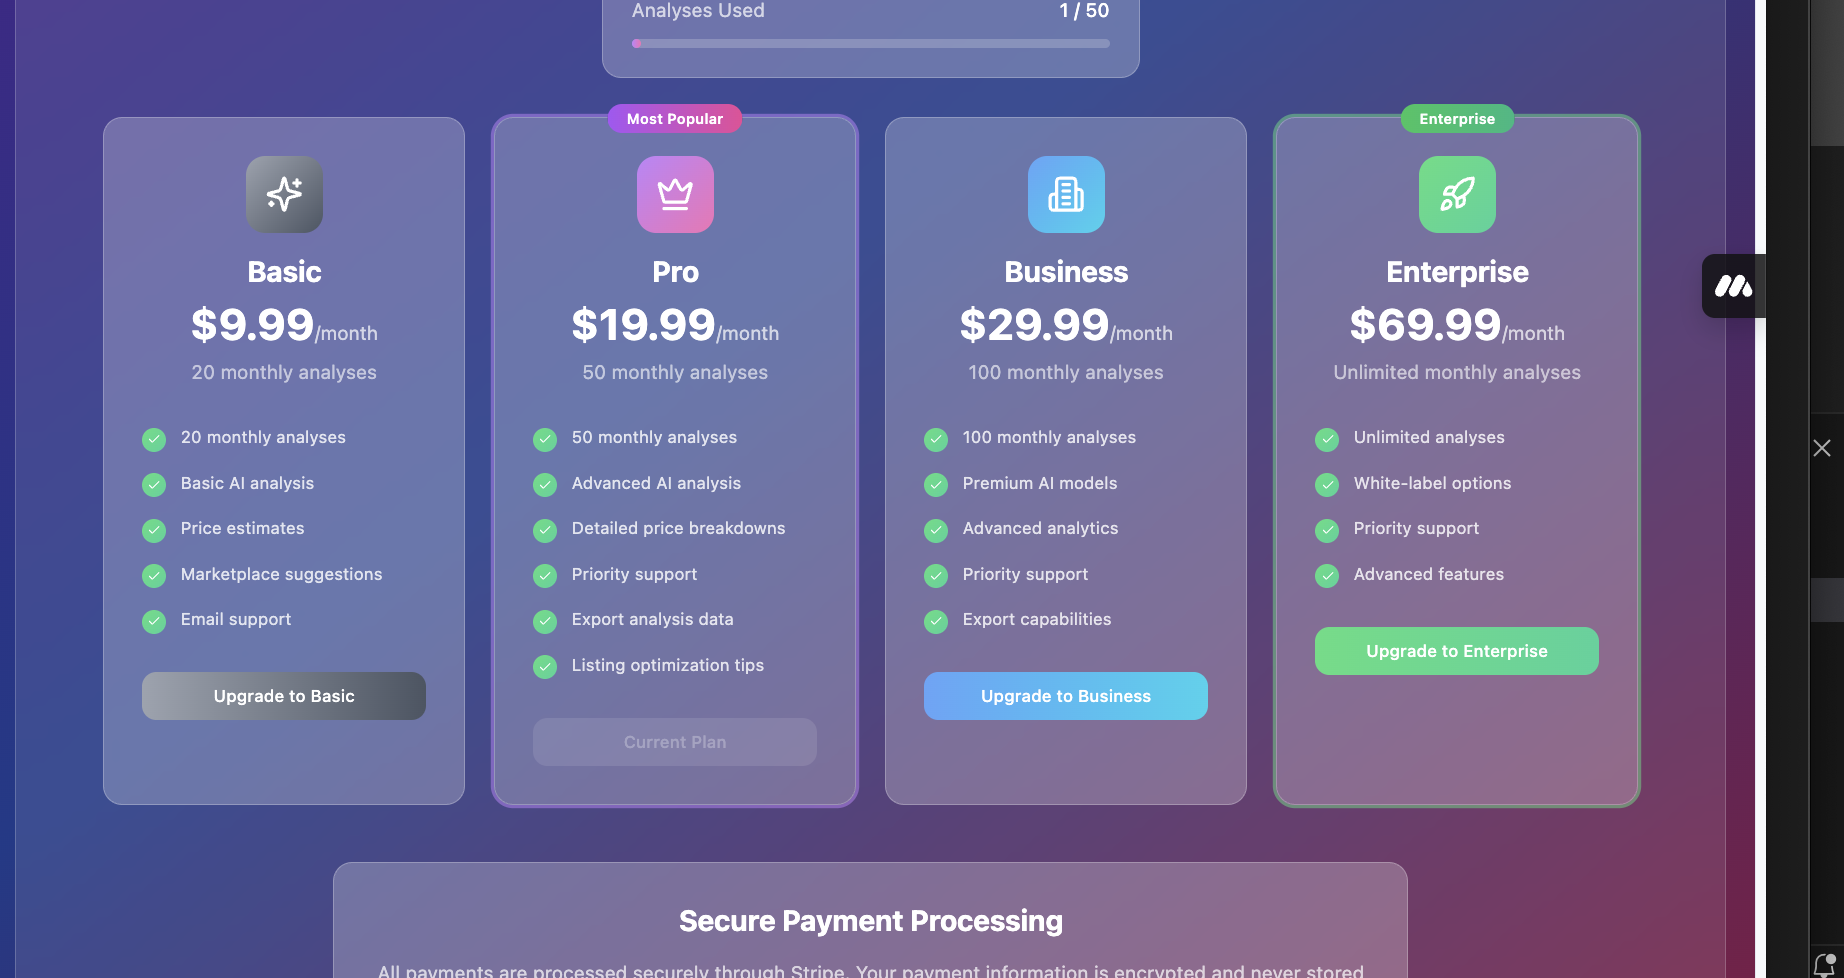 Analyses Used 1 / 50
Most Popular
Enterprise
Basic
$9.99/month
20 monthly analyses
20 monthly analyses
Basic AI analysis
Price estimates
Marketplace suggestions
Email support
Upgrade to Basic
Pro
$19.99/month
50 monthly analyses
50 monthly analyses
Advanced AI analysis
Detailed price breakdowns
Priority support
Export analysis data
Listing optimization tips
Current Plan
Business
$29.99/month
100 monthly analyses
100 monthly analyses
Premium AI models
Advanced analytics
Priority support
Export capabilities
Upgrade to Business
Enterprise
$69.99/month
Unlimited monthly analyses
Unlimited analyses
White-label options
Priority support
Advanced features
Upgrade to Enterprise
Secure Payment Processing
All payments are processed securely through Stripe. Your payment information is encrypted and never stored